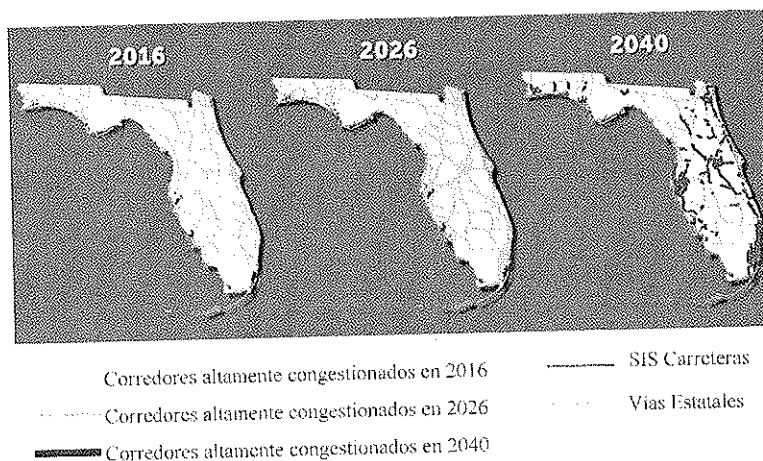 2016 2026 2040
Corredores altamente congestionados en 2016
Corredores altamente congestionados en 2026
Corredores altamente congestionados en 2040
SIS Carreteras
Vías Estatales